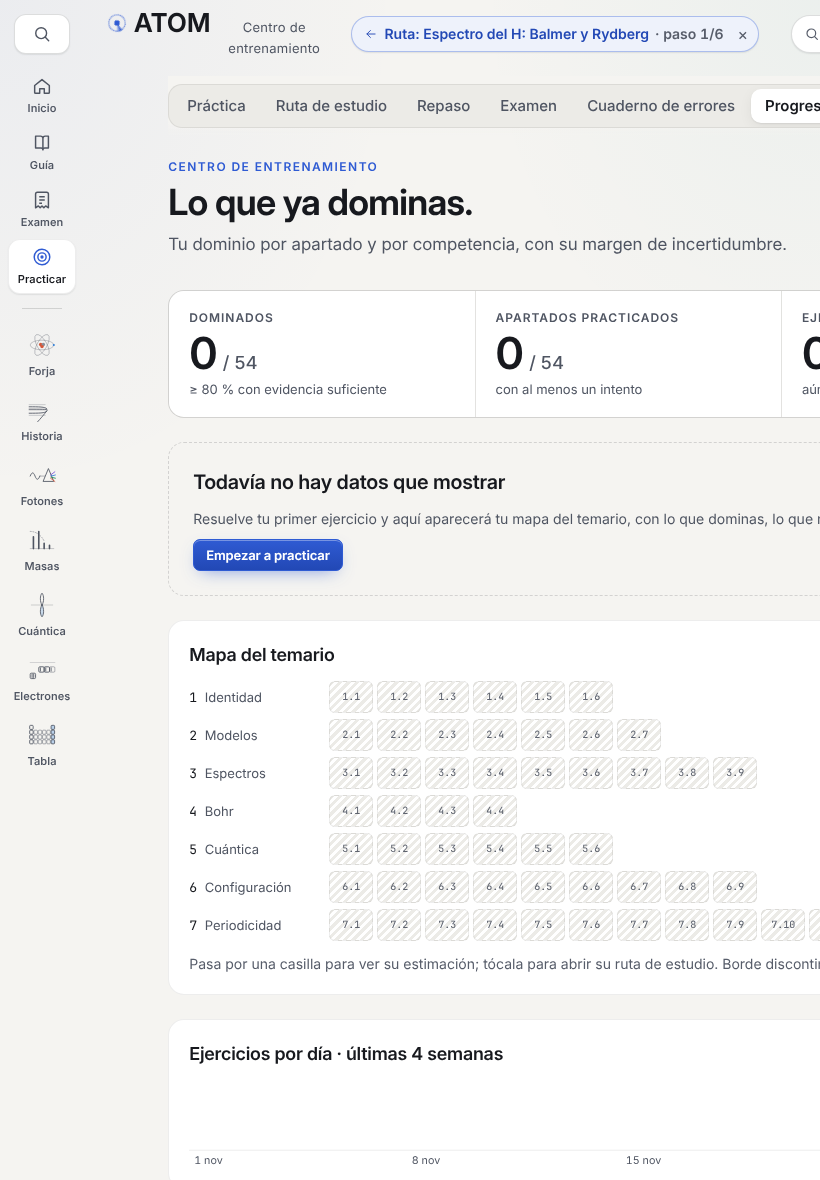 ATOM
Centro de
entrenamiento
← Ruta: Espectro del H: Balmer y Rydberg · paso 1/6 ×
Inicio
Guía
Examen
Practicar
Forja
Historia
Fotones
Masas
Cuántica
Electrones
Tabla
Práctica Ruta de estudio Repaso Examen Cuaderno de errores Progres
CENTRO DE ENTRENAMIENTO
Lo que ya dominas.
Tu dominio por apartado y por competencia, con su margen de incertidumbre.
DOMINADOS
0 / 54
≥ 80 % con evidencia suficiente
APARTADOS PRACTICADOS
0 / 54
con al menos un intento
EJ
0
aún
Todavía no hay datos que mostrar
Resuelve tu primer ejercicio y aquí aparecerá tu mapa del temario, con lo que dominas, lo que
Empezar a practicar
Mapa del temario
1 Identidad 1.1 1.2 1.3 1.4 1.5 1.6
2 Modelos 2.1 2.2 2.3 2.4 2.5 2.6 2.7
3 Espectros 3.1 3.2 3.3 3.4 3.5 3.6 3.7 3.8 3.9
4 Bohr 4.1 4.2 4.3 4.4
5 Cuántica 5.1 5.2 5.3 5.4 5.5 5.6
6 Configuración 6.1 6.2 6.3 6.4 6.5 6.6 6.7 6.8 6.9
7 Periodicidad 7.1 7.2 7.3 7.4 7.5 7.6 7.7 7.8 7.9 7.10
Pasa por una casilla para ver su estimación; tócala para abrir su ruta de estudio. Borde discontin
Ejercicios por día · últimas 4 semanas
1 nov 8 nov 15 nov